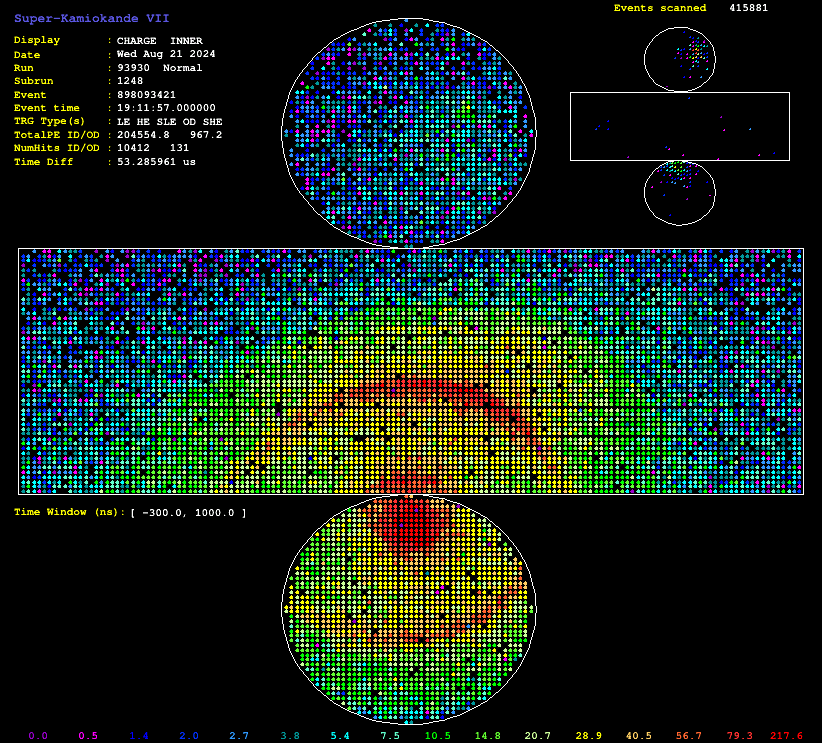 Super-Kamiokande VII
Events scanned 415881
Display : CHARGE INNER
Date : Wed Aug 21 2024
Run : 93930 Normal
Subrun : 1248
Event : 898093421
Event time : 19:11:57.000000
TRG Type(s) : LE HE SLE OD SHE
TotalPE ID/OD : 204554.8 967.2
NumHits ID/OD : 10412 131
Time Diff : 53.285961 us
Time Window (ns): [ -300.0, 1000.0 ]
0.0 0.5 1.4 2.0 2.7 3.8 5.4 7.5 10.5 14.8 20.7 28.9 40.5 56.7 79.3 217.6